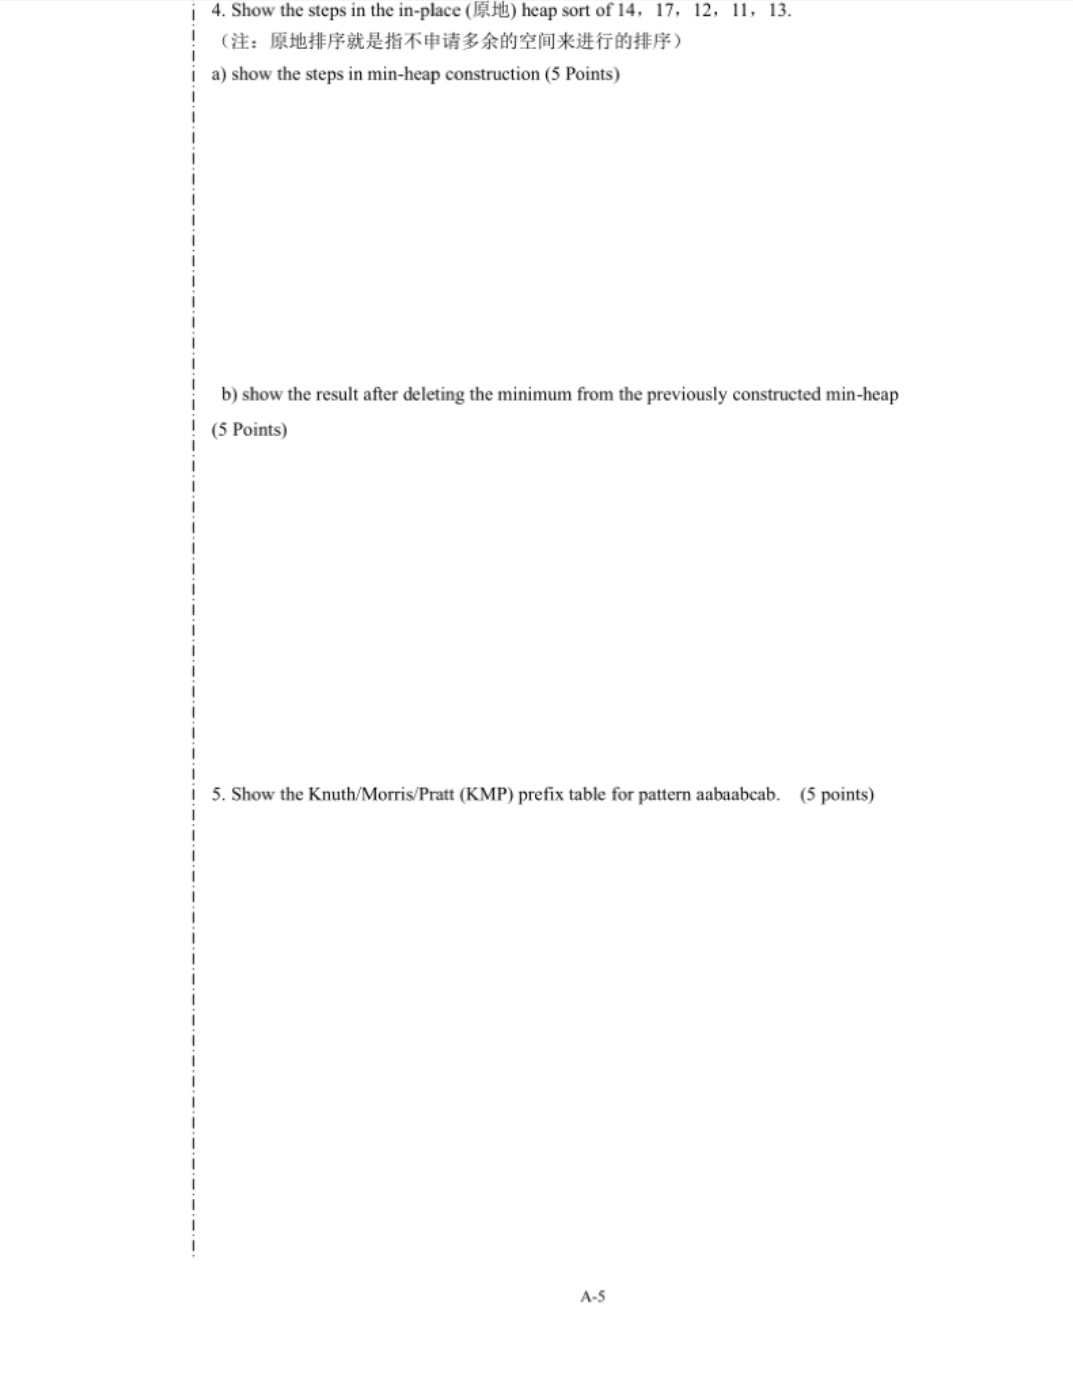 4. Show the steps in the in-place (原地) heap sort of 14，17，12，11，13.
（注：原地排序就是指不申请多余的空间来进行的排序）
a) show the steps in min-heap construction (5 Points)
b) show the result after deleting the minimum from the previously constructed min-heap
(5 Points)
5. Show the Knuth/Morris/Pratt (KMP) prefix table for pattern aabaabcab. (5 points)
A-5